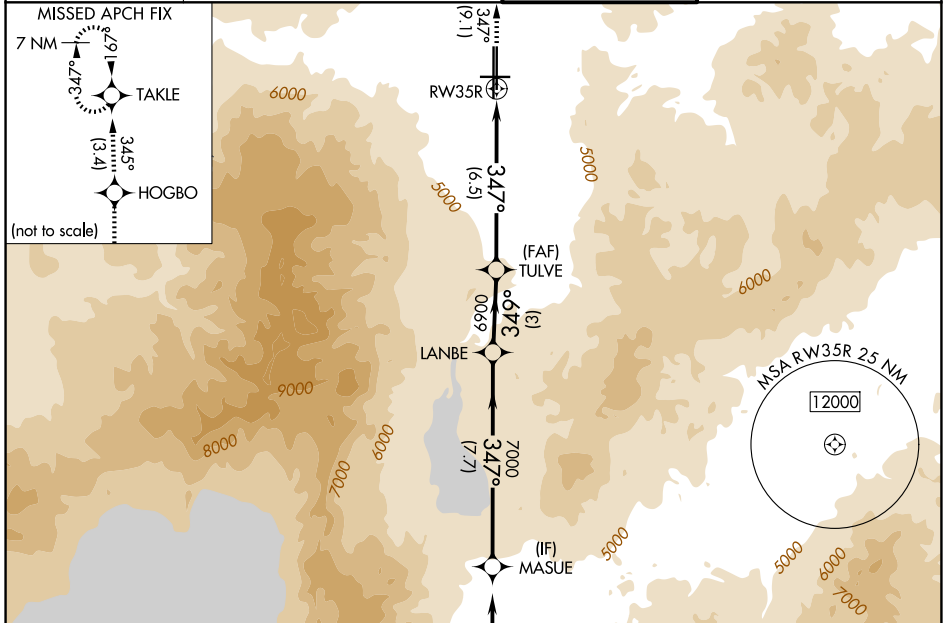 MISSED APCH FIX
7 NM
347°
197°
TAKLE
345°
(3.4)
HOGBO
(not to scale)
347°
(9.1)
RW35R
6000
5000
5000
347°
(6.5)
(FAF)
TULVE
6000
6900
349°
(3)
LANBE
MSA RW35R 25 NM
12000
9000
8000
7000
6000
7000
347°
(7.7)
(IF)
MASUE
5000
5000
6000
7000